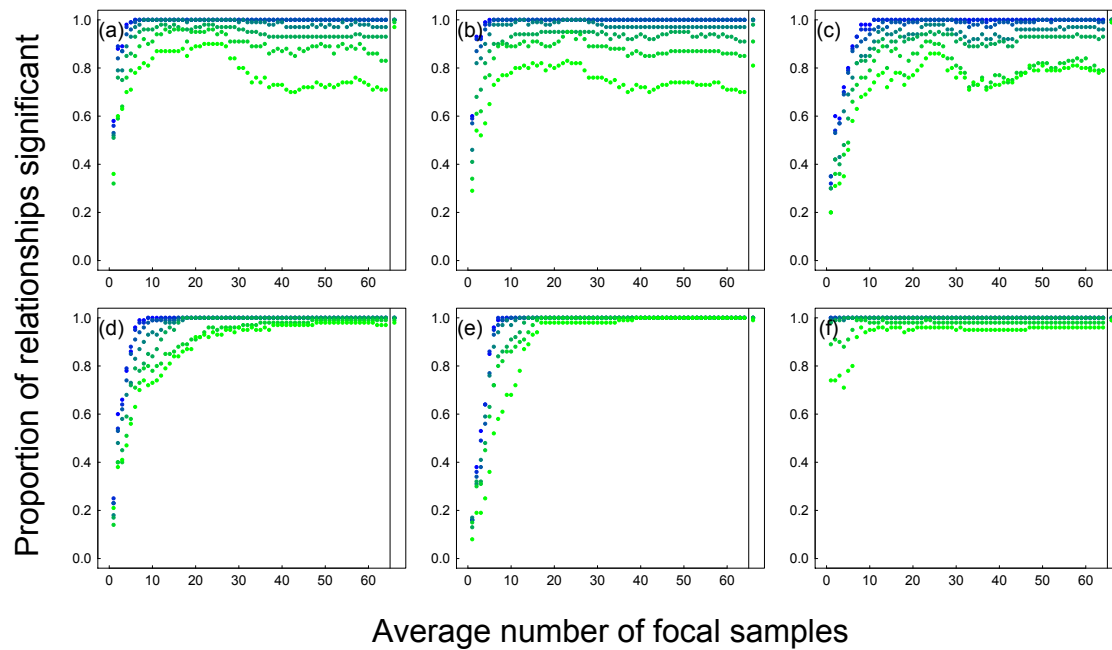 Proportion of relationships significant
(a) (b) (c)
1.0 1.0 1.0
0.8 0.8 0.8
0.6 0.6 0.6
0.4 0.4 0.4
0.2 0.2 0.2
0.0 0.0 0.0
0 10 20 30 40 50 60 0 10 20 30 40 50 60 0 10 20 30 40 50 60
(d) (e) (f)
1.0 1.0 1.0
0.8 0.8 0.8
0.6 0.6 0.6
0.4 0.4 0.4
0.2 0.2 0.2
0.0 0.0 0.0
0 10 20 30 40 50 60 0 10 20 30 40 50 60 0 10 20 30 40 50 60
Average number of focal samples